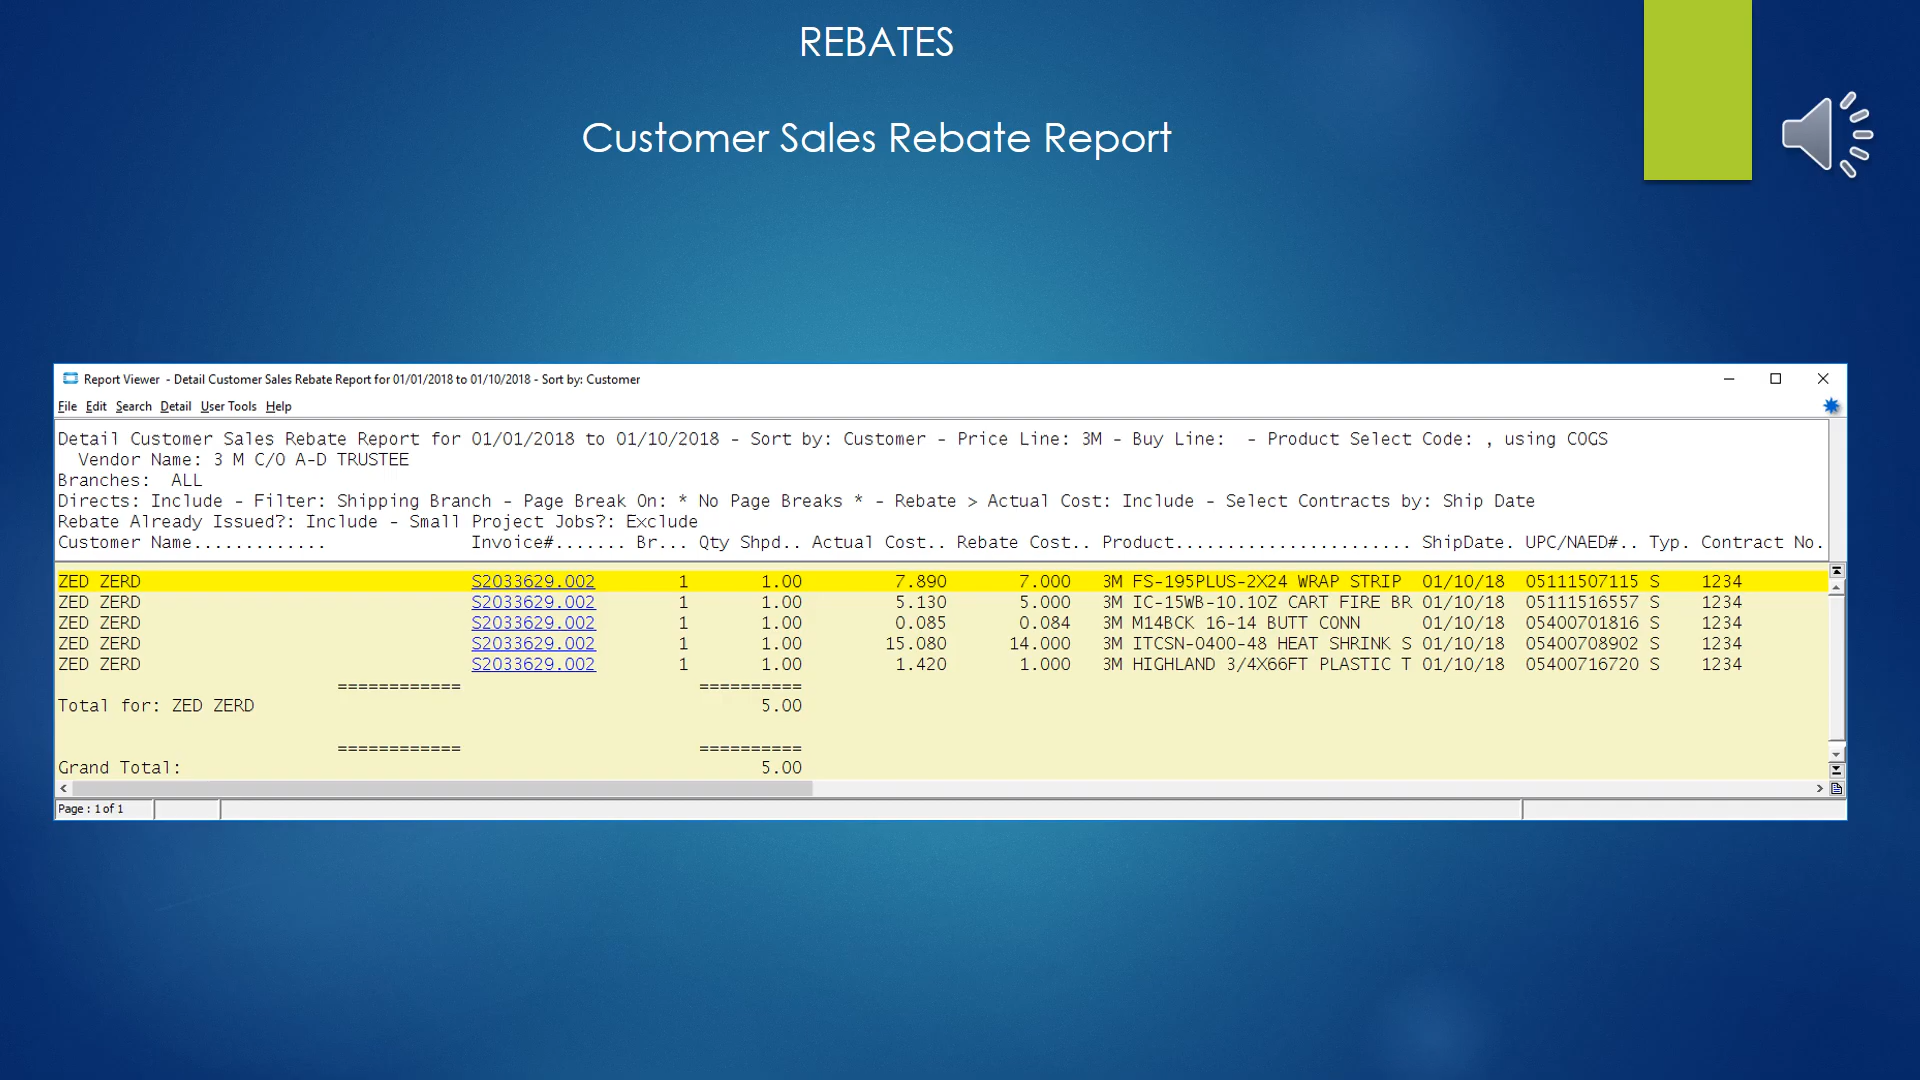 REBATES
Customer Sales Rebate Report
Report Viewer - Detail Customer Sales Rebate Report for 01/01/2018 to 01/10/2018 - Sort by: Customer
File Edit Search Detail User Tools Help
Detail Customer Sales Rebate Report for 01/01/2018 to 01/10/2018 - Sort by: Customer - Price Line: 3M - Buy Line:  - Product Select Code: , using COGS
Vendor Name: 3 M C/O A-D TRUSTEE
Branches:  ALL
Directs: Include - Filter: Shipping Branch - Page Break On: * No Page Breaks * - Rebate > Actual Cost: Include - Select Contracts by: Ship Date
Rebate Already Issued?: Include - Small Project Jobs?: Exclude
Customer Name............. Invoice#....... Br... Qty Shpd.. Actual Cost.. Rebate Cost.. Product....................... ShipDate. UPC/NAED#.. Typ. Contract No.
ZED ZERD S2033629.002 1 1.00 7.890 7.000 3M FS-195PLUS-2X24 WRAP STRIP 01/10/18 05111507115 S 1234
ZED ZERD S2033629.002 1 1.00 5.130 5.000 3M IC-15WB-10.1OZ CART FIRE BR 01/10/18 05111516557 S 1234
ZED ZERD S2033629.002 1 1.00 0.085 0.084 3M M14BCK 16-14 BUTT CONN 01/10/18 05400701816 S 1234
ZED ZERD S2033629.002 1 1.00 15.080 14.000 3M ITCSN-0400-48 HEAT SHRINK S 01/10/18 05400708902 S 1234
ZED ZERD S2033629.002 1 1.00 1.420 1.000 3M HIGHLAND 3/4X66FT PLASTIC T 01/10/18 05400716720 S 1234
============ ==========
Total for: ZED ZERD 5.00
============ ==========
Grand Total: 5.00
Page : 1 of 1